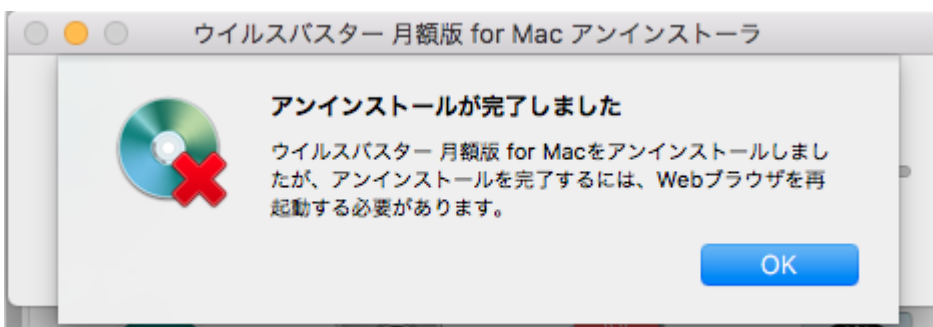 ウイルスバスター 月額版 for Mac アンインストーラ
アンインストールが完了しました
ウイルスバスター 月額版 for Macをアンインストールしまし
たが、アンインストールを完了するには、Webブラウザを再
起動する必要があります。
OK